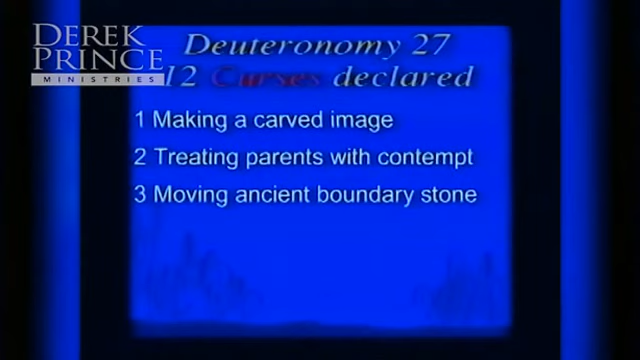 DEREK
PRINCE
MINISTRIES
Deuteronomy 27
12 Curses declared
1 Making a carved image
2 Treating parents with contempt
3 Moving ancient boundary stone